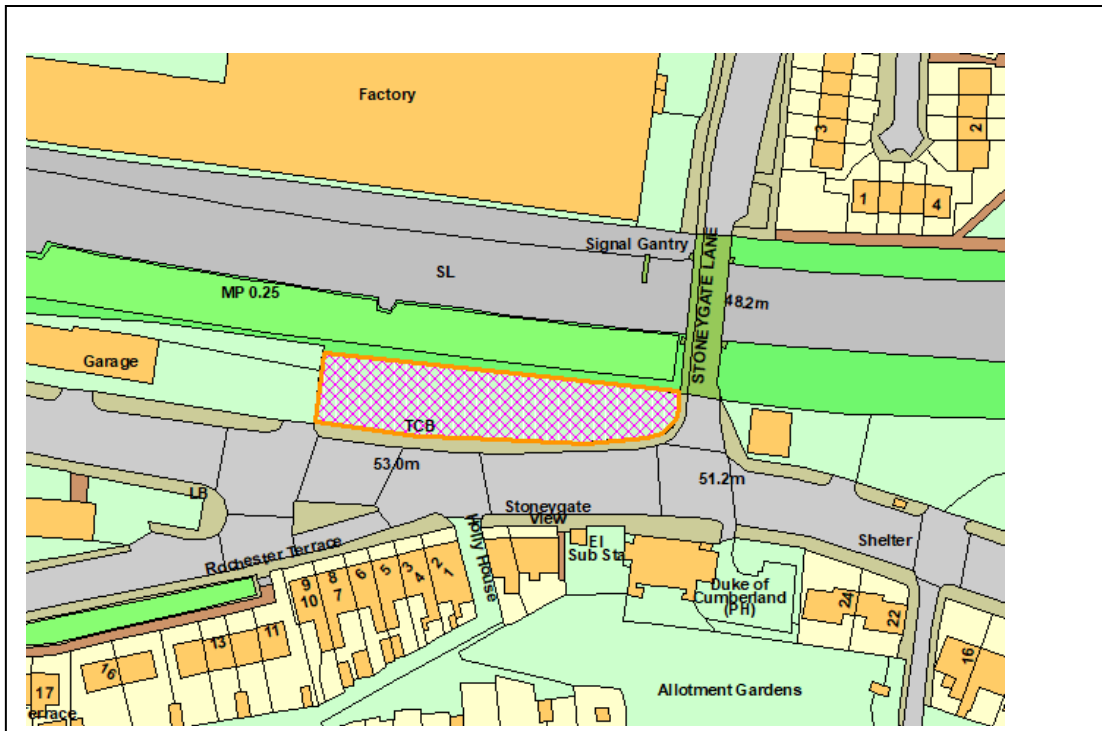 Factory
3
2
1
4
Signal Gantry
SL
STONEYGATE LANE
48.2m
MP 0.25
Garage
TCB
53.0m
51.2m
LB
Stoneygate
View
El
Sub Sta
Shelter
Rochester Terrace
Holly House
9
10
8
7
6
5
3
4
2
1
Duke of
Cumberland
(PH)
24
22
11
13
16
16
17
errace
Allotment Gardens